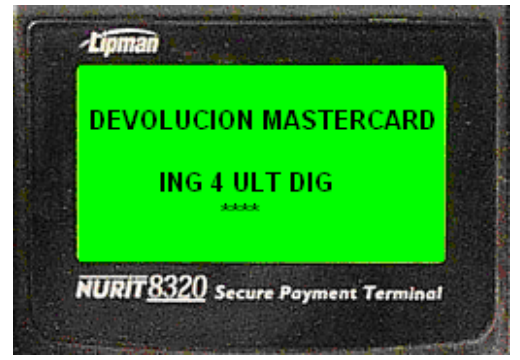 Lipman
DEVOLUCION MASTERCARD
ING 4 ULT DIG
****
NURIT 8320 Secure Payment Terminal